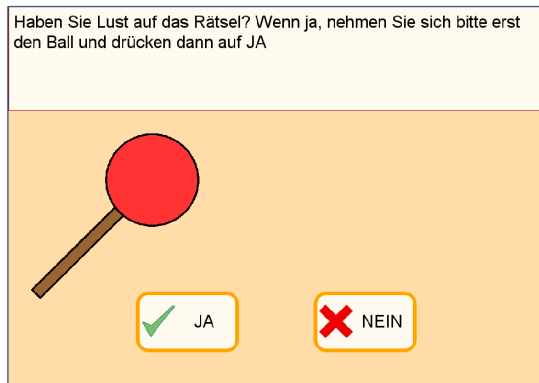 Haben Sie Lust auf das Rätsel? Wenn ja, nehmen Sie sich bitte erst
den Ball und drücken dann auf JA
JA
NEIN